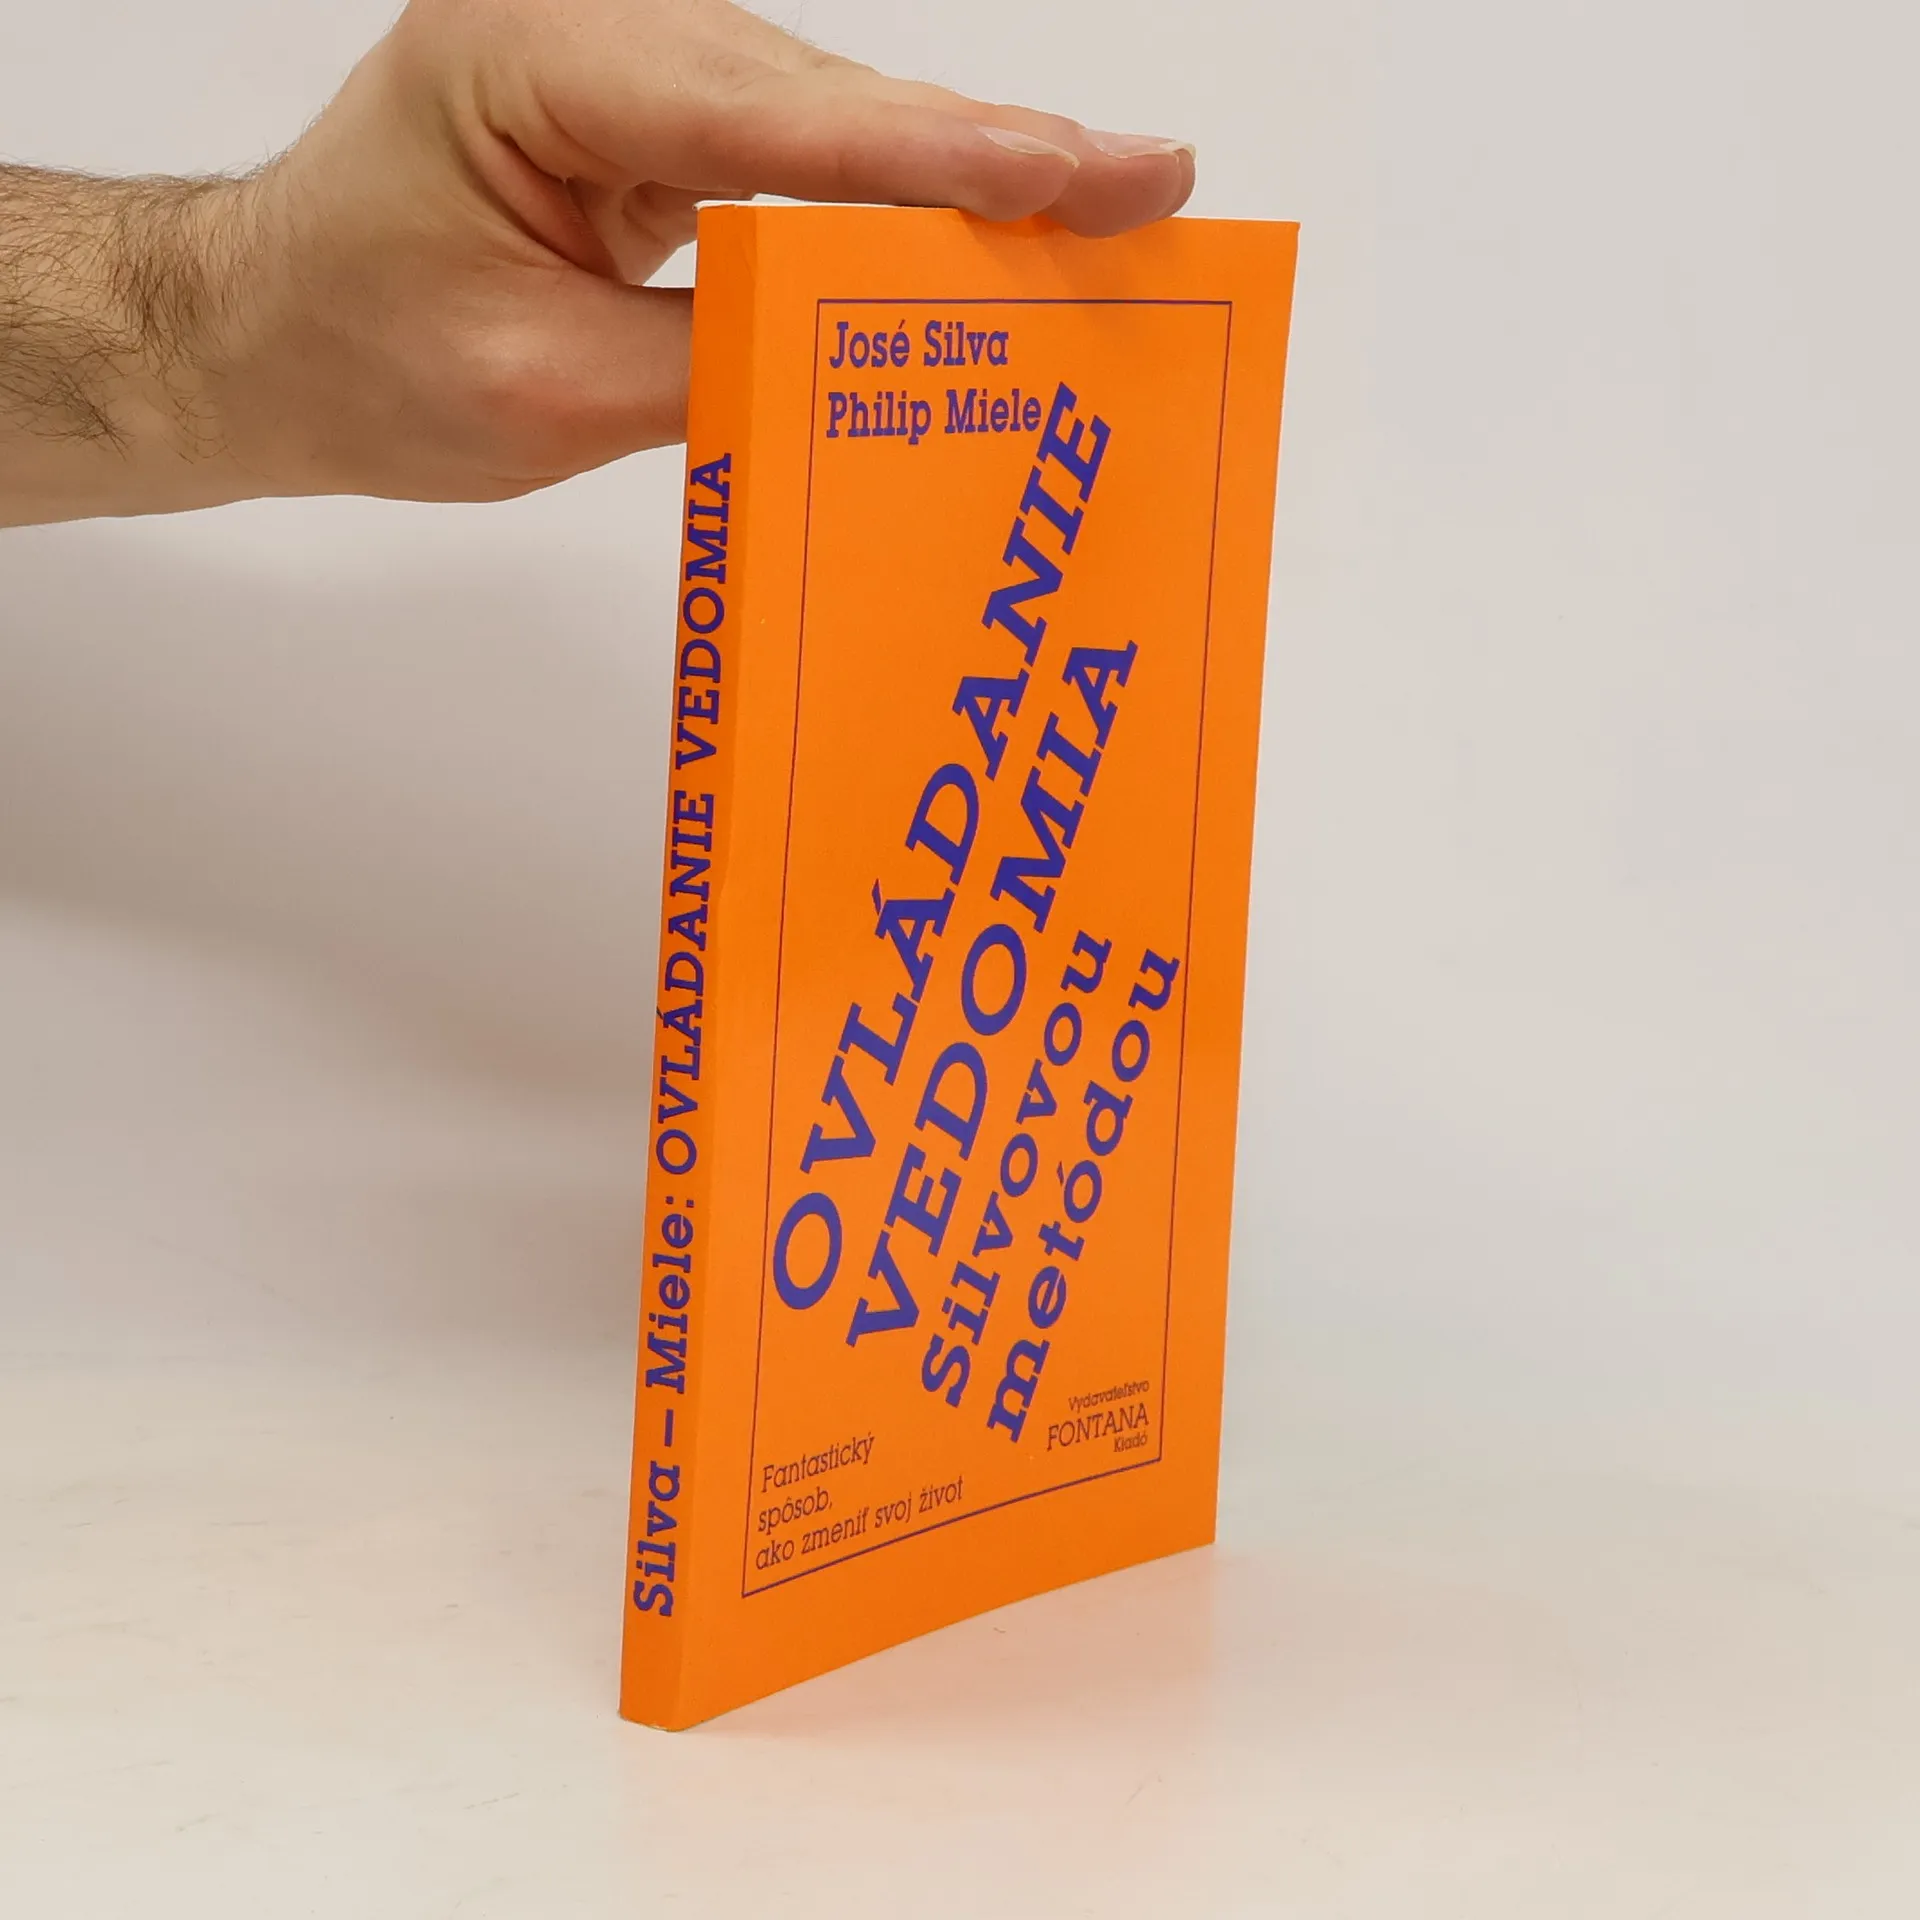 Silva – Miele: OVLÁDANIE VEDOMIA
José Silva
Philip Miele
OVLÁDANIE
VEDOMIA
Silvovou
metódou
Fantastický
spôsob,
ako zmeniť svoj život
Vydavateľstvo
FONTANA
Kiadó